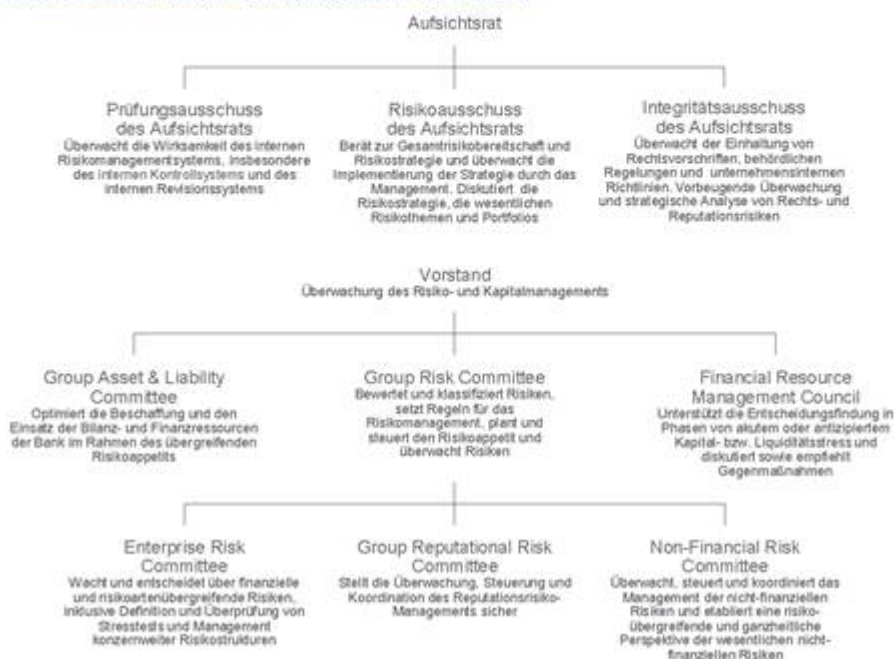 Aufsichtsrat
Prüfungsausschuss
des Aufsichtsrats
Überwacht die Wirksamkeit des internen
Risikomanagementsystems, insbesondere
des internen Kontrollsystems und des
internen Revisionssystems
Risikoausschuss
des Aufsichtsrats
Berät zur Gesamtrisikobereitschaft und
Risikostrategie und überwacht die
Implementierung der Strategie durch das
Management. Diskutiert die
Risikostrategie, die wesentlichen
Risikothemen und Portfolios
Integritätsausschuss
des Aufsichtsrats
Überwacht der Einhaltung von
Rechtsvorschriften, behördlichen
Regelungen und unternehmensinternen
Richtlinien. Vorbeugende Überwachung
und strategische Analyse von Rechts- und
Reputationsrisiken
Vorstand
Überwachung des Risiko- und Kapitalmanagements
Group Asset & Liability
Committee
Optimiert die Beschaffung und den
Einsatz der Bilanz- und Finanzressourcen
der Bank im Rahmen des übergreifenden
Risikoappetits
Group Risk Committee
Bewertet und klassifiziert Risiken,
setzt Regeln für das
Risikomanagement, plant und
steuert den Risikoappetit und
überwacht Risiken
Financial Resource
Management Council
Unterstützt die Entscheidungsfindung in
Phasen von akutem oder antizipiertem
Kapital- bzw. Liquiditätsstress und
diskutiert sowie empfiehlt
Gegenmaßnahmen
Enterprise Risk
Committee
Wacht und entscheidet über finanzielle
und risikoartenübergreifende Risiken,
inklusive Definition und Überprüfung von
Stresstests und Management
konzernweiter Risikostrukturen
Group Reputational Risk
Committee
Stellt die Überwachung, Steuerung und
Koordination des Reputationsrisiko-
Managements sicher
Non-Financial Risk
Committee
Überwacht, steuert und koordiniert das
Management der nicht-finanziellen
Risiken und etabliert eine risiko-
übergreifende und ganzheitliche
Perspektive der wesentlichen nicht-
finanziellen Risiken